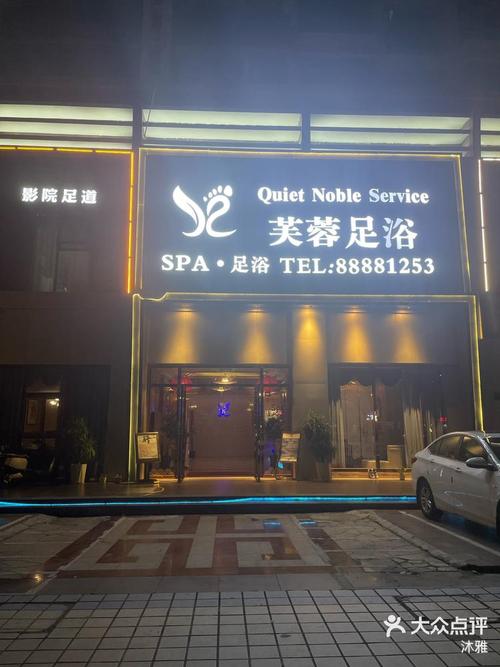 影院足道
Quiet Noble Service
芙蓉足浴
SPA·足浴 TEL:88881253
大众点评
沐雅